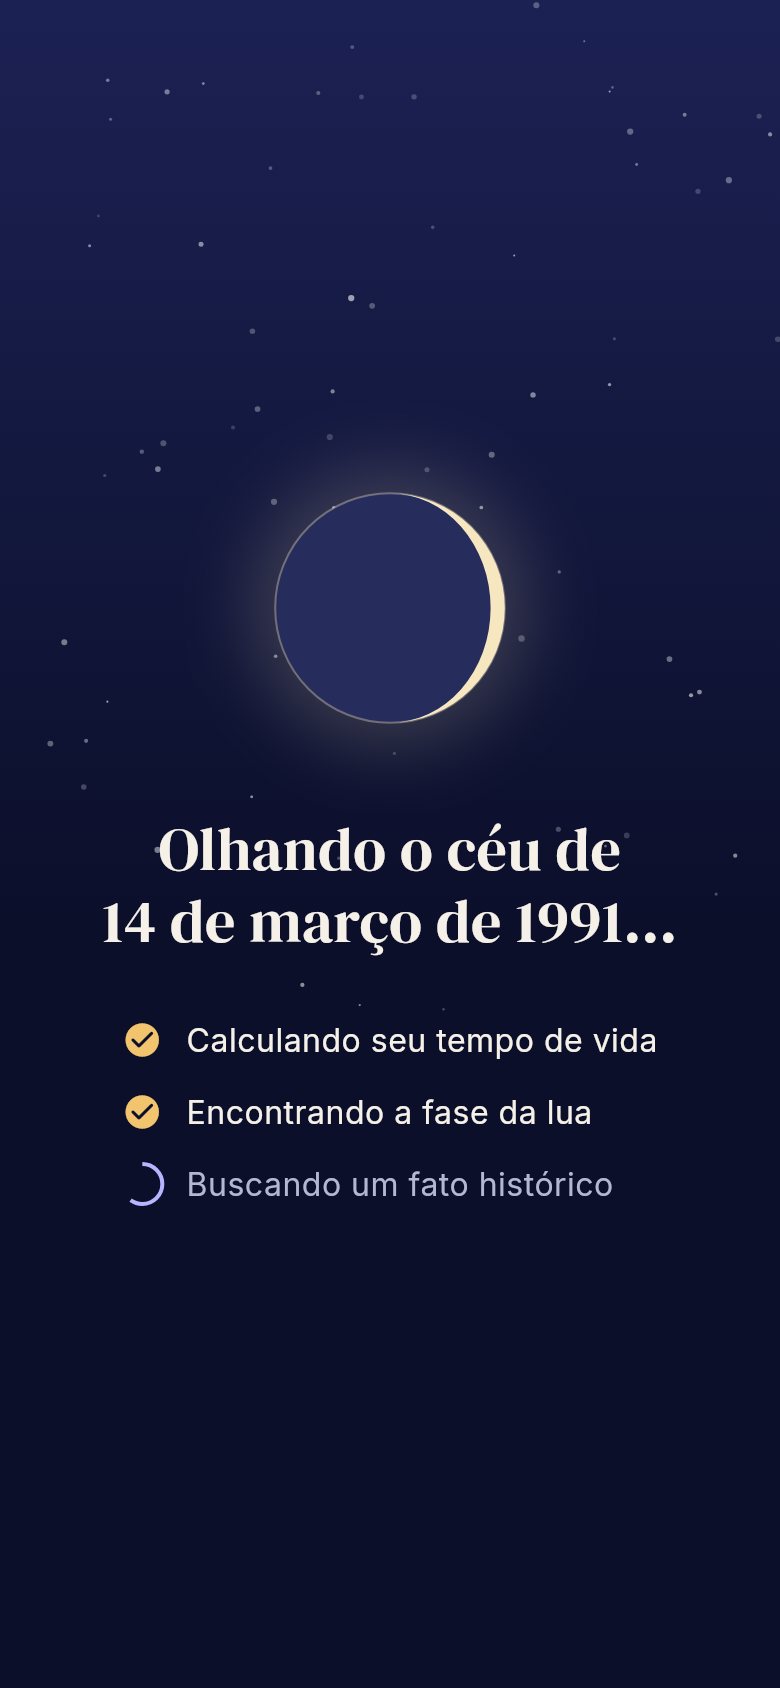 Olhando o céu de
14 de março de 1991...
Calculando seu tempo de vida
Encontrando a fase da lua
Buscando um fato histórico